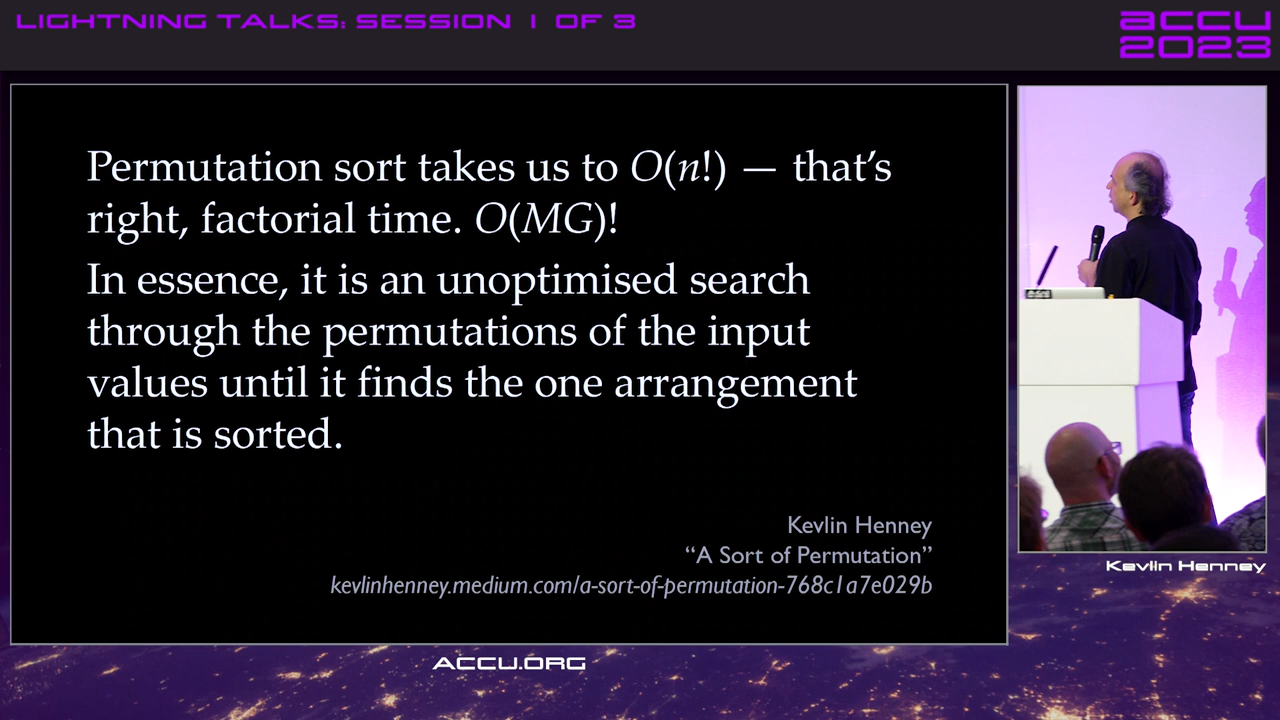 LIGHTNING TALKS: SESSION 1 OF 3
accu
2023
Permutation sort takes us to O(n!) — that’s
right, factorial time. O(MG)!
In essence, it is an unoptimised search
through the permutations of the input
values until it finds the one arrangement
that is sorted.
Kevlin Henney
“A Sort of Permutation”
kevlinhenney.medium.com/a-sort-of-permutation-768c1a7e029b
Kevlin Henney
ACCU.ORG